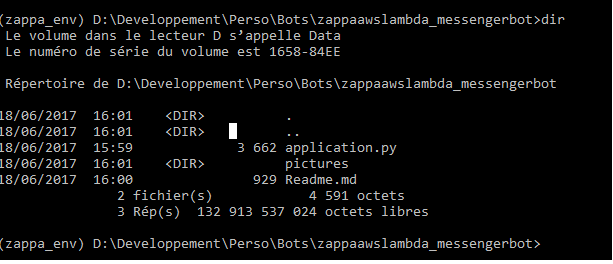 (zappa_env) D:\Developpement\Perso\Bots\zappaawslambda_messengerbot>dir
Le volume dans le lecteur D s’appelle Data
Le numéro de série du volume est 1658-84EE
Répertoire de D:\Developpement\Perso\Bots\zappaawslambda_messengerbot
18/06/2017 16:01 <DIR> .
18/06/2017 16:01 <DIR> ..
18/06/2017 15:59 3 662 application.py
18/06/2017 16:01 <DIR> pictures
18/06/2017 16:00 929 Readme.md
2 fichier(s) 4 591 octets
3 Rép(s) 132 913 537 024 octets libres
(zappa_env) D:\Developpement\Perso\Bots\zappaawslambda_messengerbot>